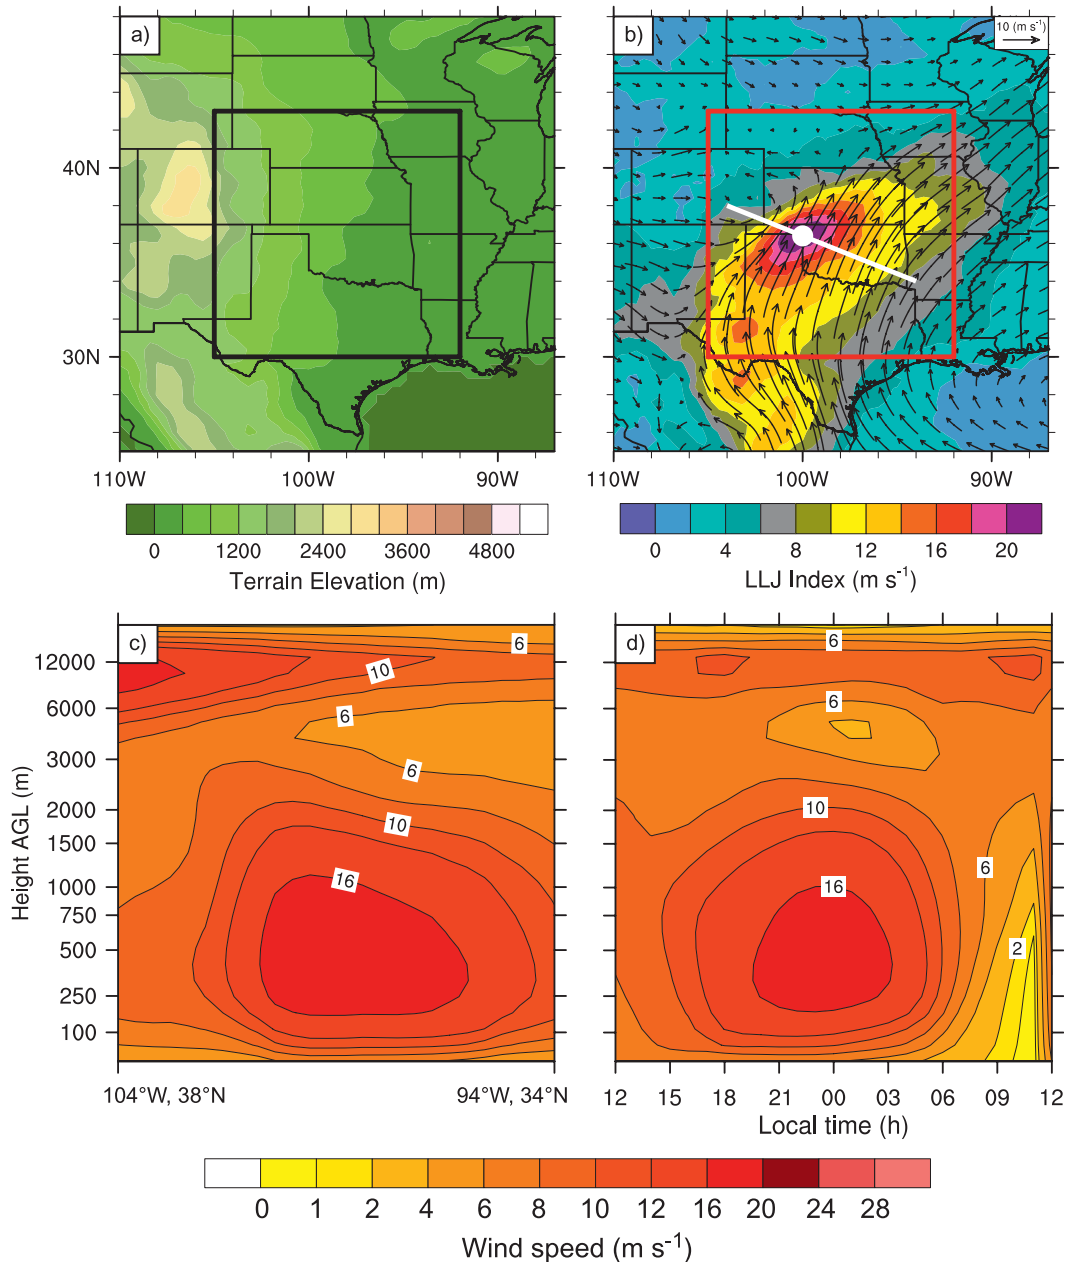 a)
b)
10 (m s⁻¹)
40N
30N
110W
100W
90W
110W
100W
90W
0
1200
2400
3600
4800
Terrain Elevation (m)
0
4
8
12
16
20
LLJ Index (m s⁻¹)
c)
d)
6
10
6
6
10
16
6
6
10
16
6
2
12000
6000
3000
2000
1500
1000
750
500
250
100
Height AGL (m)
104°W, 38°N
94°W, 34°N
12
15
18
21
00
03
06
09
12
Local time (h)
0
1
2
4
6
8
10
12
16
20
24
28
Wind speed (m s⁻¹)